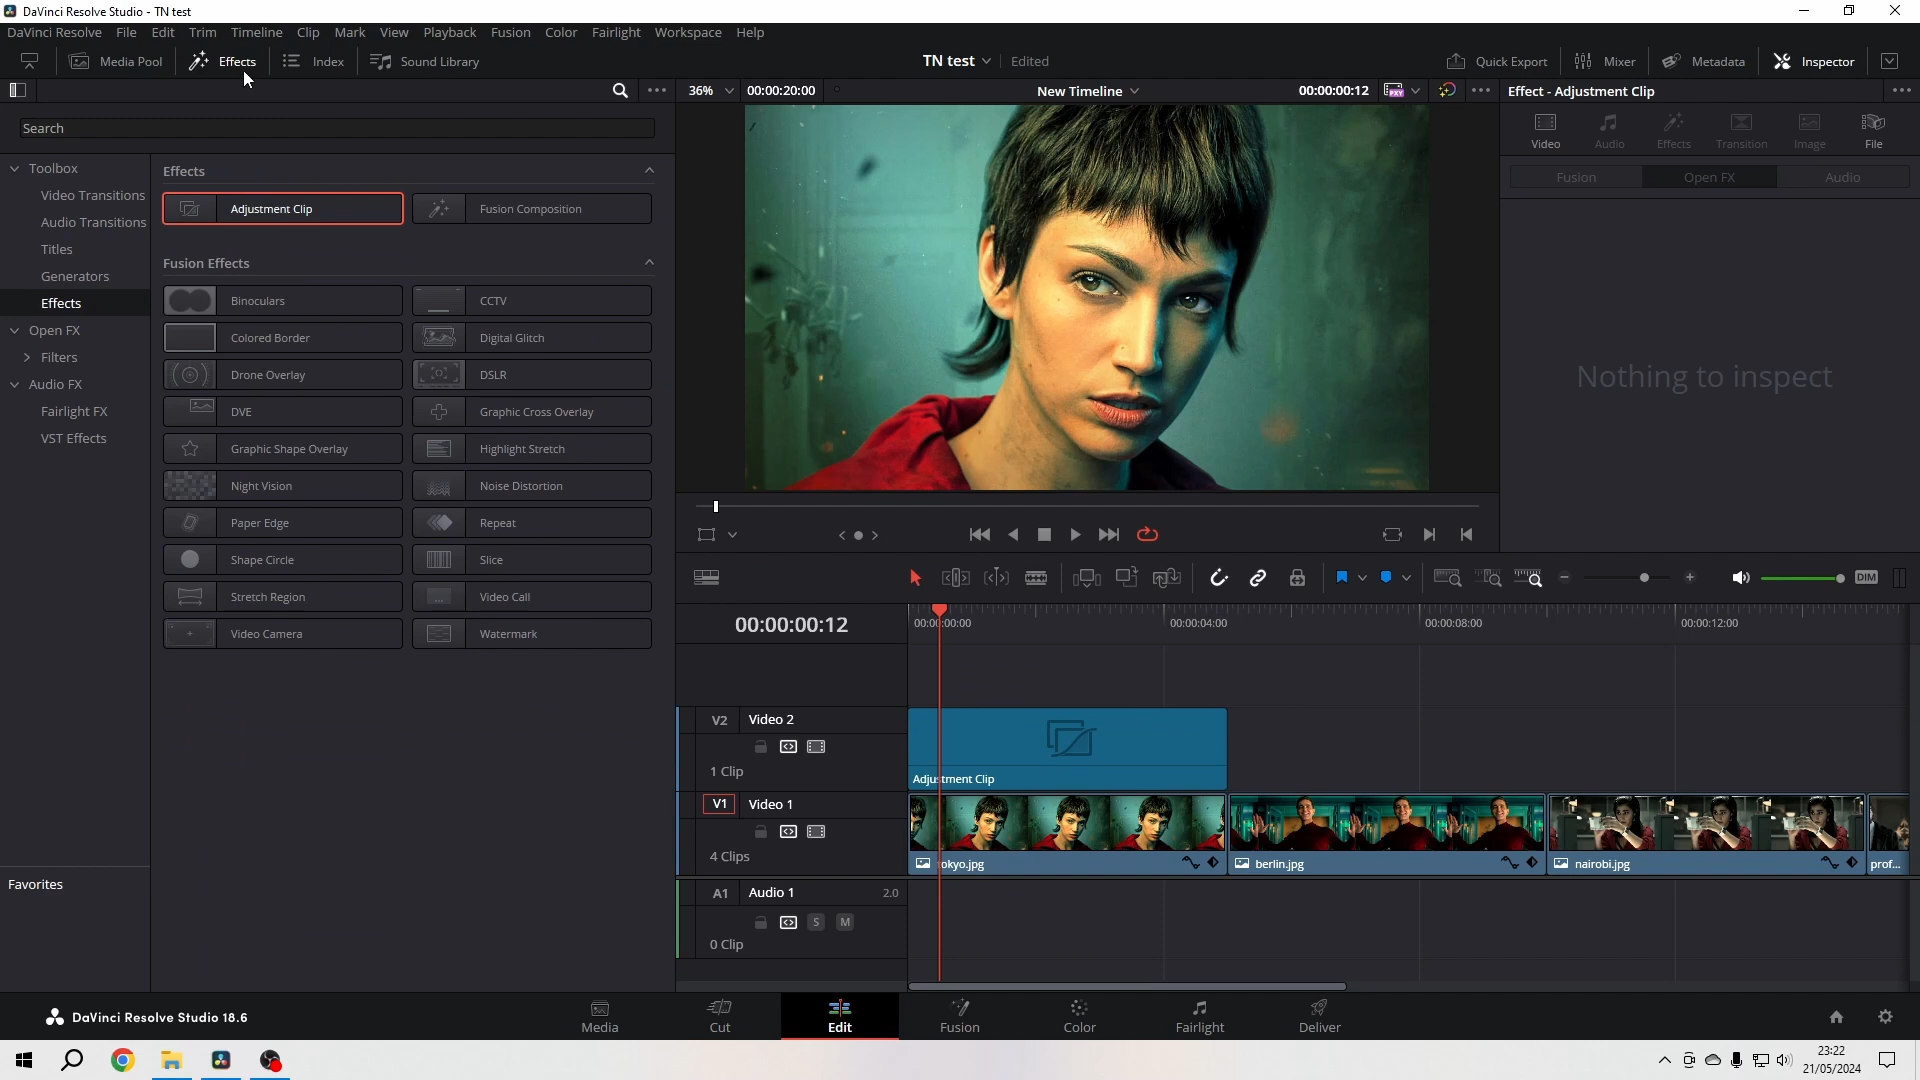 DaVinci Resolve Studio - TN test
DaVinci Resolve File Edit Trim Timeline Clip Mark View Playback Fusion Color Fairlight Workspace Help
Media Pool Effects Index Sound Library TN test Edited Quick Export Mixer Metadata Inspector
36% 00:00:20:00 New Timeline 00:00:00:12 PXY Effect - Adjustment Clip
Search
Video Audio Effects Transition Image File
Fusion Open FX Audio
Nothing to inspect
Toolbox
Video Transitions
Audio Transitions
Titles
Generators
Effects
Open FX
Filters
Audio FX
Fairlight FX
VST Effects
Favorites
Effects
Adjustment Clip Fusion Composition
Fusion Effects
Binoculars CCTV
Colored Border Digital Glitch
Drone Overlay DSLR
DVE Graphic Cross Overlay
Graphic Shape Overlay Highlight Stretch
Night Vision Noise Distortion
Paper Edge Repeat
Shape Circle Slice
Stretch Region Video Call
Video Camera Watermark
DIM
00:00:00:12 00:00:00:00 00:00:04:00 00:00:08:00 00:00:12:00
V2 Video 2
1 Clip
Adjustment Clip
V1 Video 1
4 Clips
tokyo.jpg berlin.jpg nairobi.jpg prof...
A1 Audio 1 2.0
S M
0 Clip
DaVinci Resolve Studio 18.6
Media Cut Edit Fusion Color Fairlight Deliver
23:22
21/05/2024